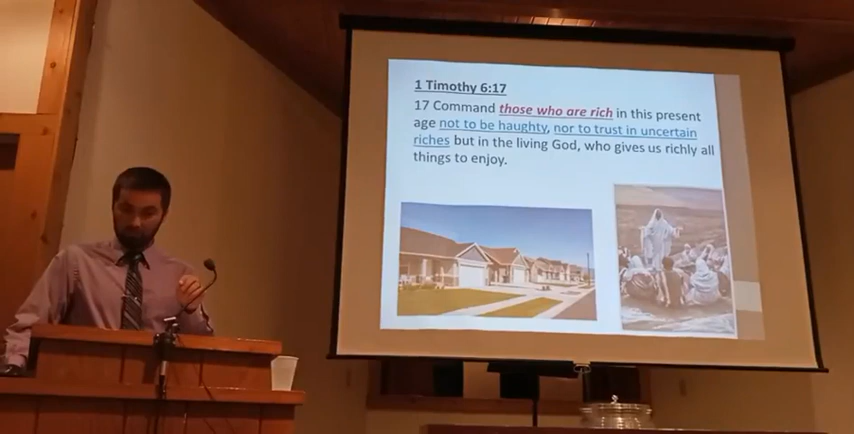 1 Timothy 6:17
17 Command those who are rich in this present
age not to be haughty, nor to trust in uncertain
riches but in the living God, who gives us richly all
things to enjoy.